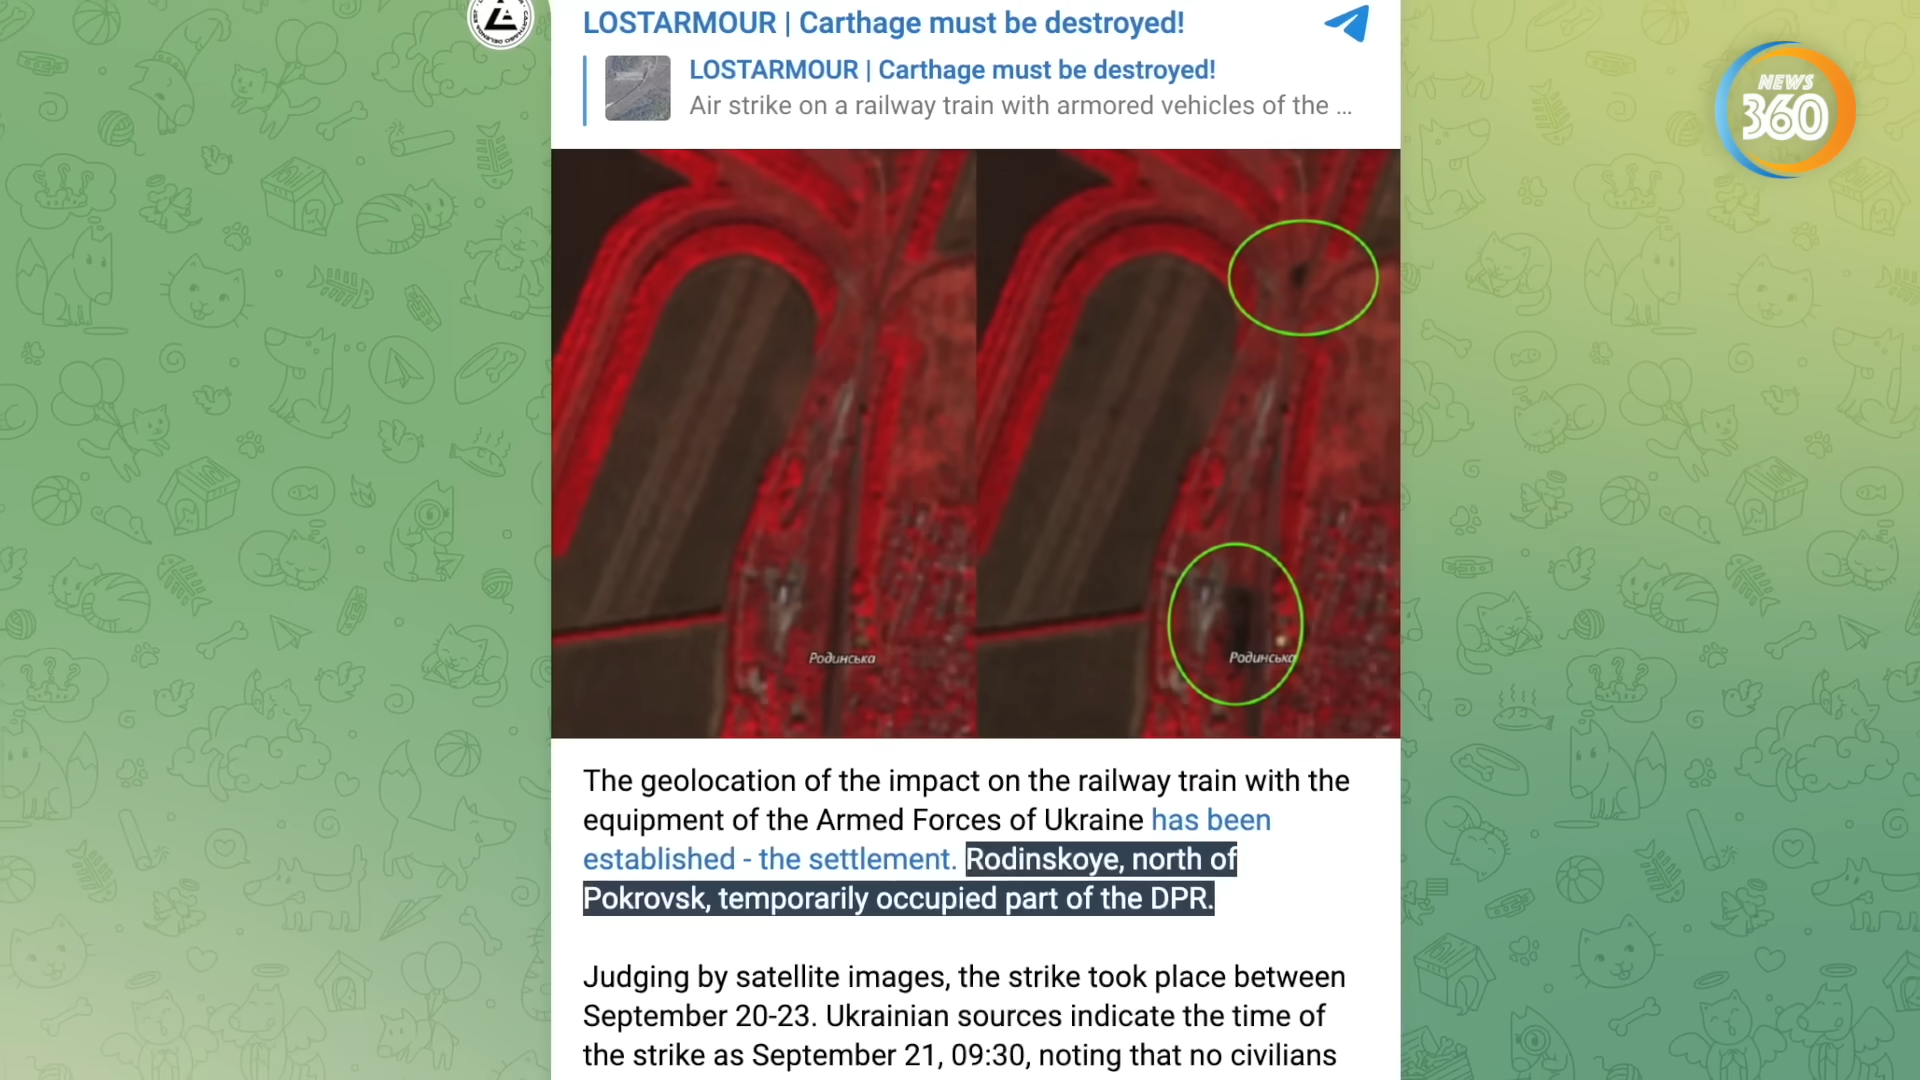 LOSTARMOUR | Carthage must be destroyed!
LOSTARMOUR | Carthage must be destroyed!
Air strike on a railway train with armored vehicles of the ...
NEWS
360
Родинська
Родинська
The geolocation of the impact on the railway train with the
equipment of the Armed Forces of Ukraine has been
established - the settlement. Rodinskoye, north of
Pokrovsk, temporarily occupied part of the DPR.
Judging by satellite images, the strike took place between
September 20-23. Ukrainian sources indicate the time of
the strike as September 21, 09:30, noting that no civilians